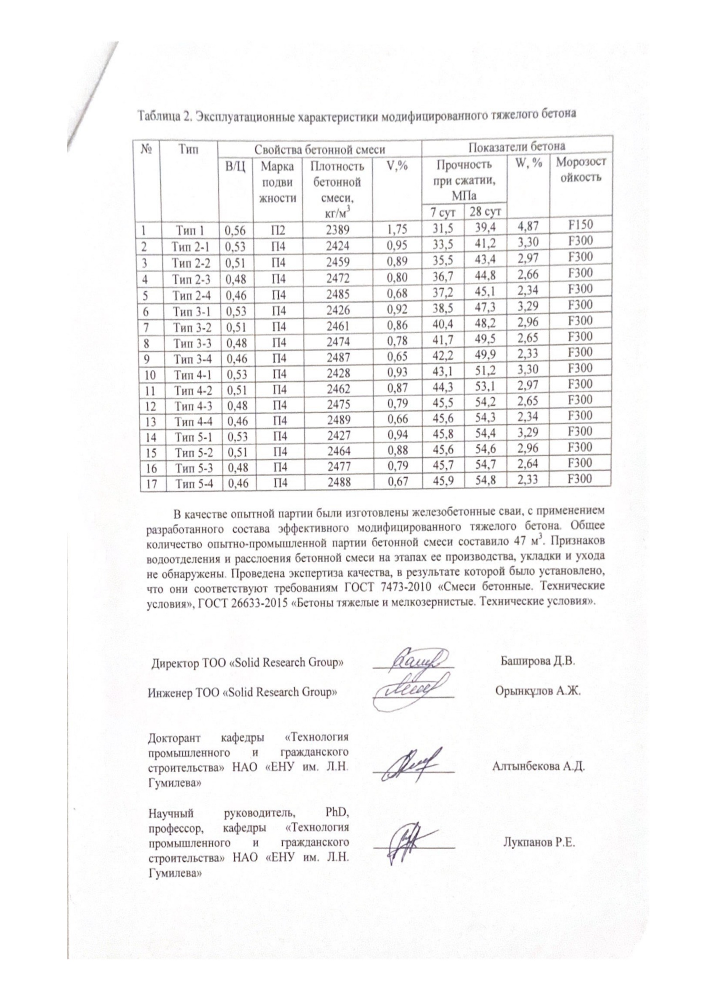 Таблица 2. Эксплуатационные характеристики модифицированного тяжелого бетона
№ Тип Свойства бетонной смеси Показатели бетона
В/Ц Марка подви жности Плотность бетонной смеси, кг/м³ V,% Прочность при сжатии, МПа W, % Морозост ойкость
7 сут 28 сут
1 Тип 1 0,56 П2 2389 1,75 31,5 39,4 4,87 F150
2 Тип 2-1 0,53 П4 2424 0,95 33,5 41,2 3,30 F300
3 Тип 2-2 0,51 П4 2459 0,89 35,5 43,4 2,97 F300
4 Тип 2-3 0,48 П4 2472 0,80 36,7 44,8 2,66 F300
5 Тип 2-4 0,46 П4 2485 0,68 37,2 45,1 2,34 F300
6 Тип 3-1 0,53 П4 2426 0,92 38,5 47,3 3,29 F300
7 Тип 3-2 0,51 П4 2461 0,86 40,4 48,2 2,96 F300
8 Тип 3-3 0,48 П4 2474 0,78 41,7 49,5 2,65 F300
9 Тип 3-4 0,46 П4 2487 0,65 42,2 49,9 2,33 F300
10 Тип 4-1 0,53 П4 2428 0,93 43,1 51,2 3,30 F300
11 Тип 4-2 0,51 П4 2462 0,87 44,3 53,1 2,97 F300
12 Тип 4-3 0,48 П4 2475 0,79 45,5 54,2 2,65 F300
13 Тип 4-4 0,46 П4 2489 0,66 45,6 54,3 2,34 F300
14 Тип 5-1 0,53 П4 2427 0,94 45,8 54,4 3,29 F300
15 Тип 5-2 0,51 П4 2464 0,88 45,6 54,6 2,96 F300
16 Тип 5-3 0,48 П4 2477 0,79 45,7 54,7 2,64 F300
17 Тип 5-4 0,46 П4 2488 0,67 45,9 54,8 2,33 F300
В качестве опытной партии были изготовлены железобетонные сваи, с применением
разработанного состава эффективного модифицированного тяжелого бетона. Общее
количество опытно-промышленной партии бетонной смеси составило 47 м³. Признаков
водоотделения и расслоения бетонной смеси на этапах ее производства, укладки и ухода
не обнаружены. Проведена экспертиза качества, в результате которой было установлено,
что они соответствуют требованиям ГОСТ 7473-2010 «Смеси бетонные. Технические
условия», ГОСТ 26633-2015 «Бетоны тяжелые и мелкозернистые. Технические условия».
Директор ТОО «Solid Research Group» Баширова Д.В.
Инженер ТОО «Solid Research Group» Орынкұлов А.Ж.
Докторант кафедры «Технология
промышленного и гражданского
строительства» НАО «ЕНУ им. Л.Н. Алтынбекова А.Д.
Гумилева»
Научный руководитель, PhD,
профессор, кафедры «Технология
промышленного и гражданского Лукпанов Р.Е.
строительства» НАО «ЕНУ им. Л.Н.
Гумилева»